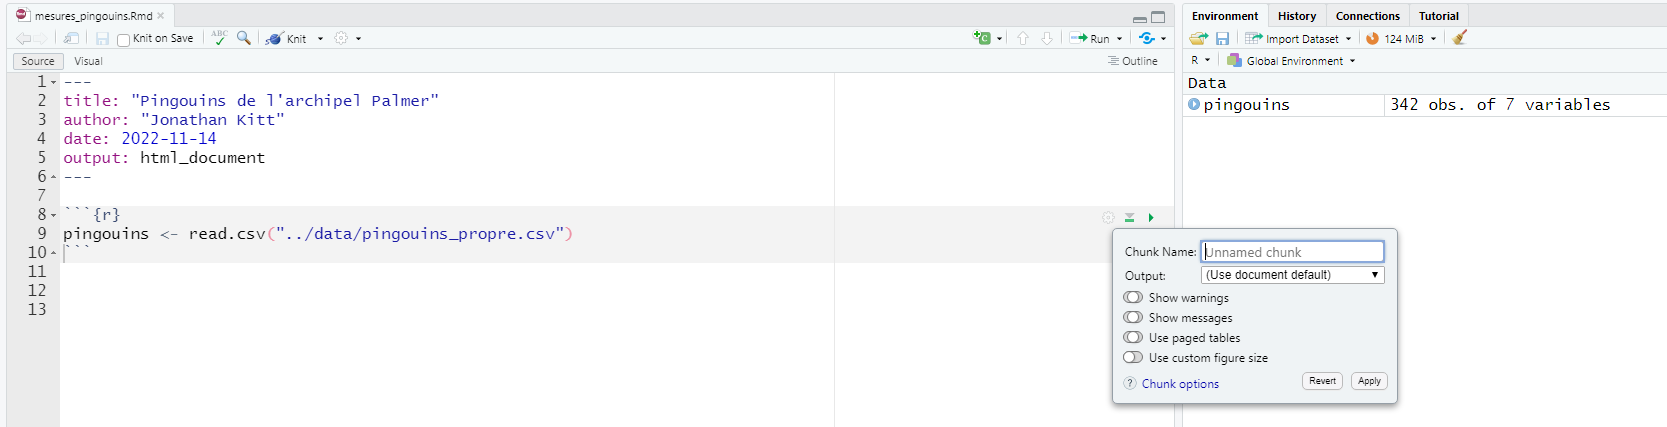 mesures_pingouins.Rmd
Knit on Save
ABC
Knit
Run
Source
Visual
Outline
1 ---
2 title: "Pingouins de l'archipel Palmer"
3 author: "Jonathan Kitt"
4 date: 2022-11-14
5 output: html_document
6 ---
7
8 ```{r}
9 pingouins <- read.csv("../data/pingouins_propre.csv")
10 ```
11
12
13
Environment History Connections Tutorial
Import Dataset 124 MiB
R Global Environment
Data
pingouins 342 obs. of 7 variables
Chunk Name: Unnamed chunk
Output: (Use document default)
Show warnings
Show messages
Use paged tables
Use custom figure size
? Chunk options Revert Apply